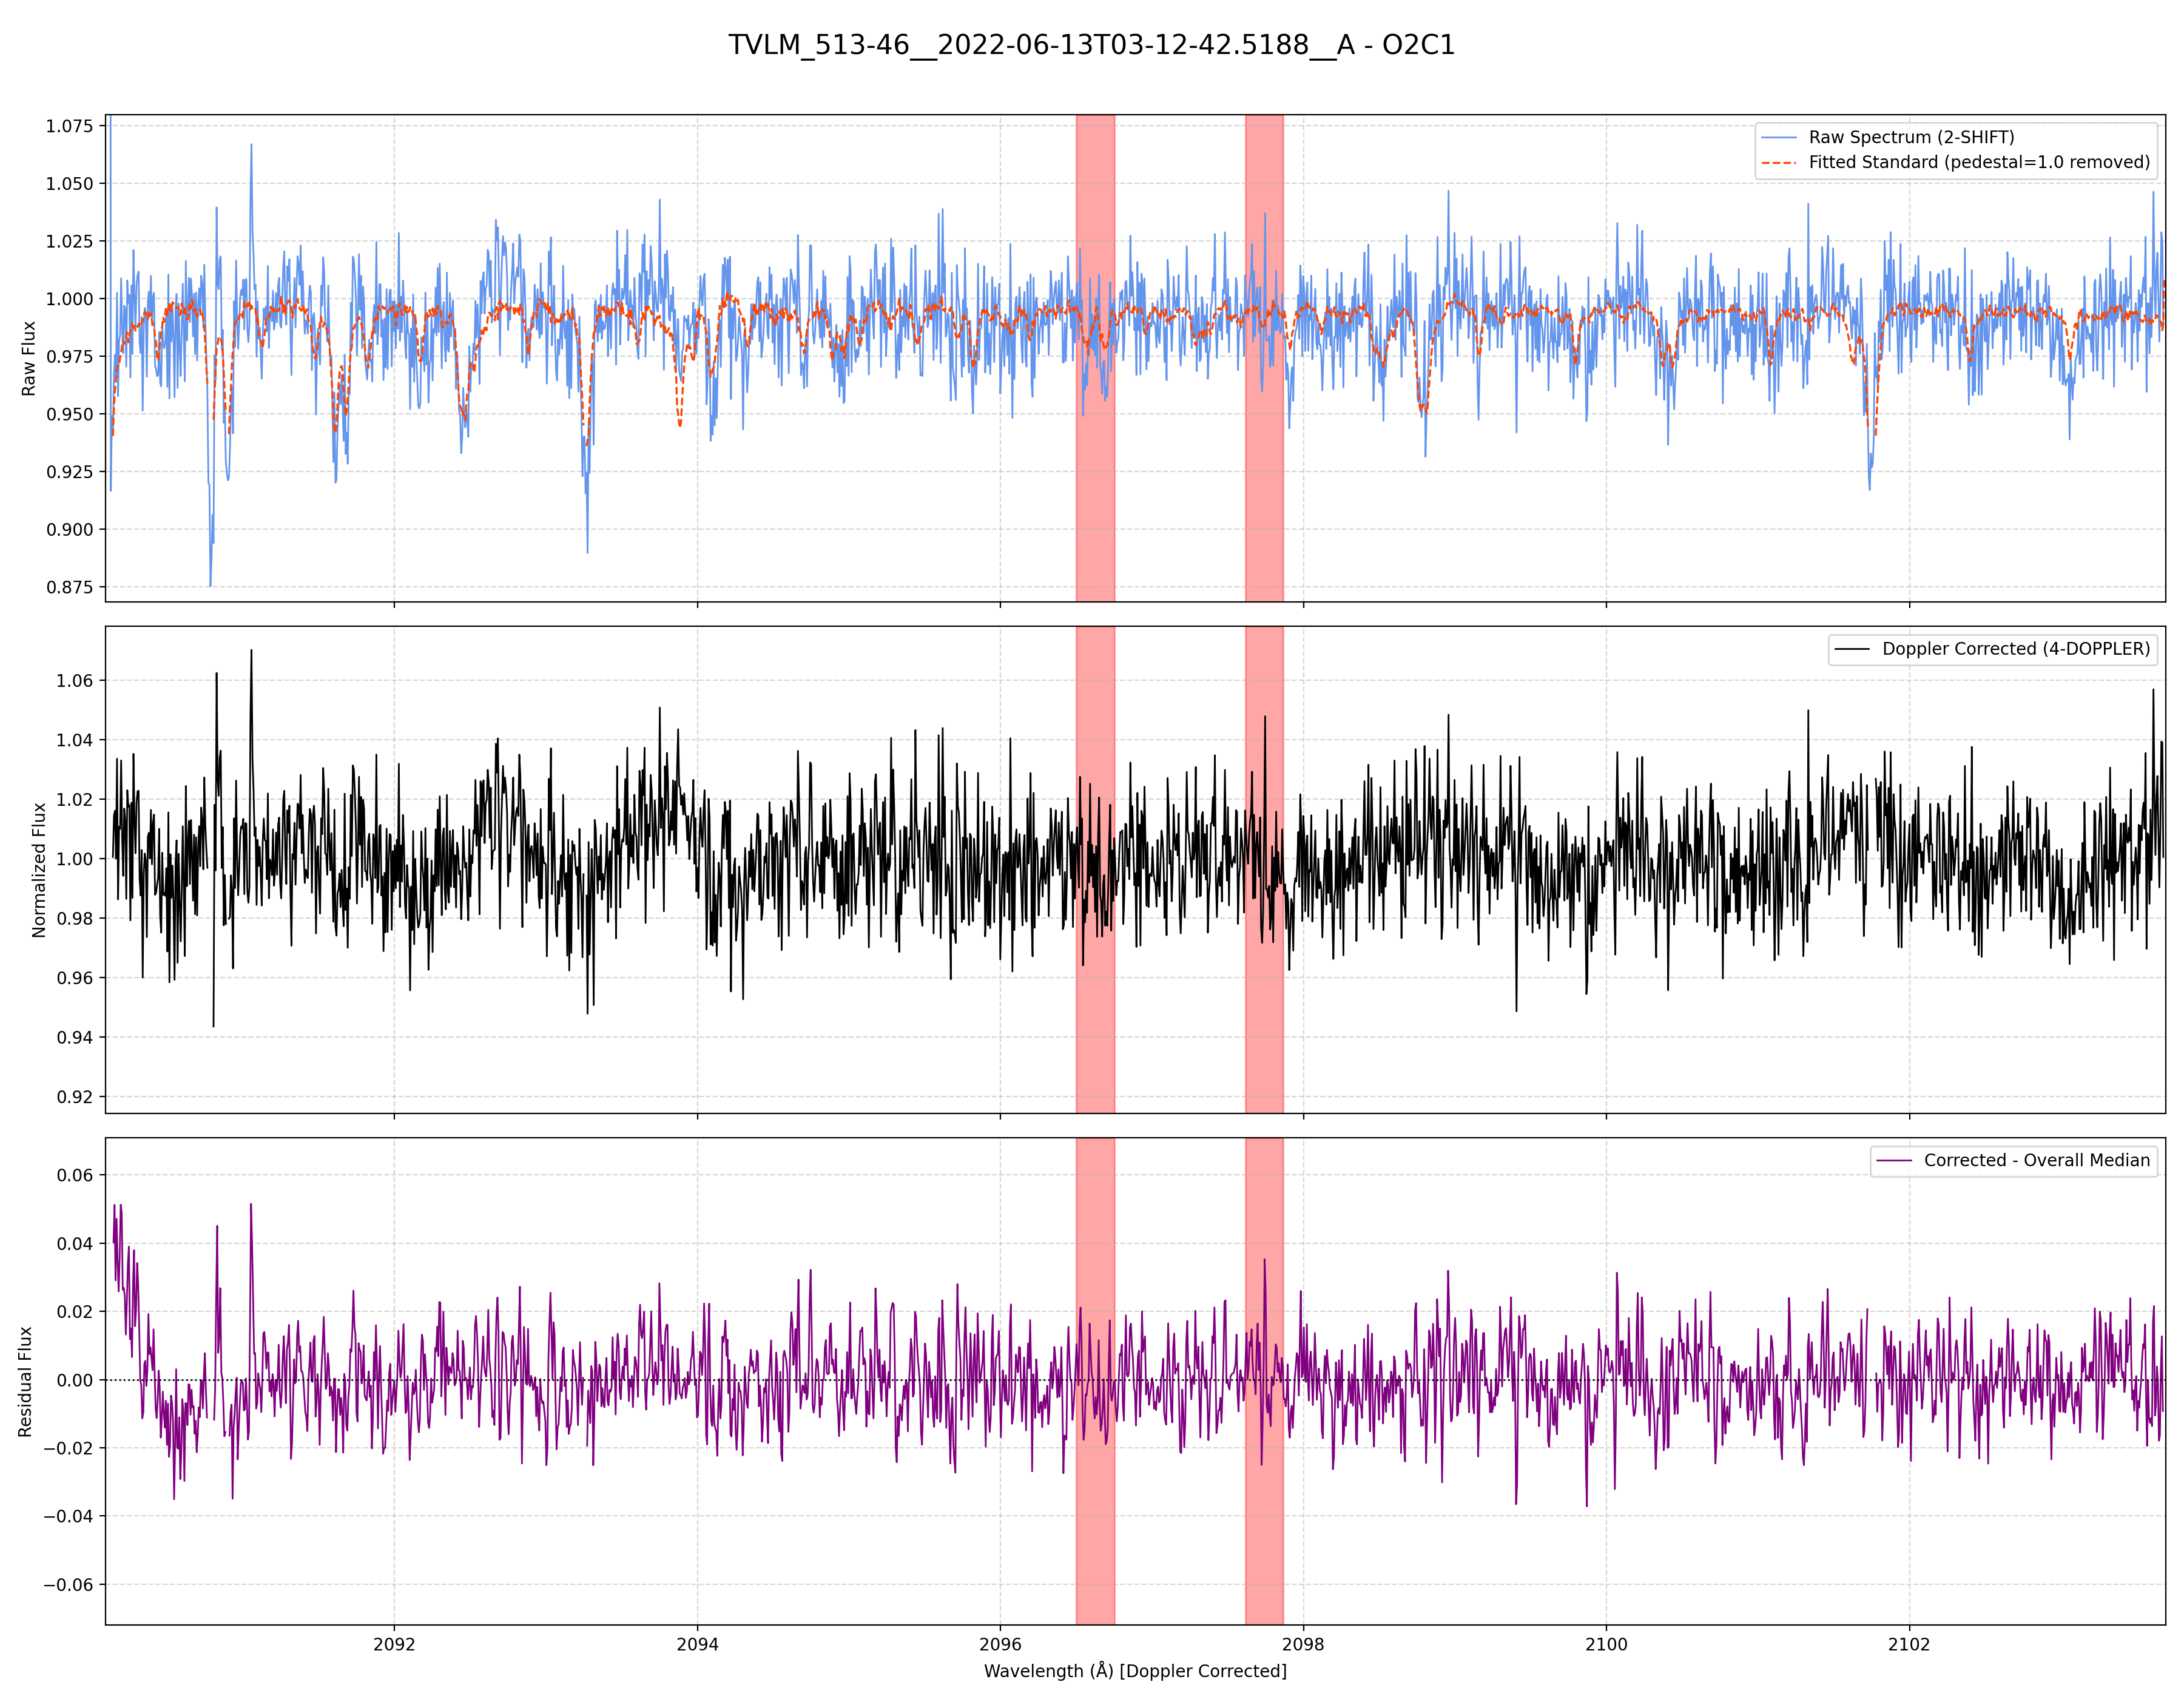 TVLM_513-46__2022-06-13T03-12-42.5188__A - O2C1
Raw Flux
1.075
1.050
1.025
1.000
0.975
0.950
0.925
0.900
0.875
Raw Spectrum (2-SHIFT)
Fitted Standard (pedestal=1.0 removed)
Normalized Flux
1.06
1.04
1.02
1.00
0.98
0.96
0.94
0.92
Doppler Corrected (4-DOPPLER)
Residual Flux
0.06
0.04
0.02
0.00
−0.02
−0.04
−0.06
Corrected - Overall Median
2092 2094 2096 2098 2100 2102
Wavelength (Å) [Doppler Corrected]